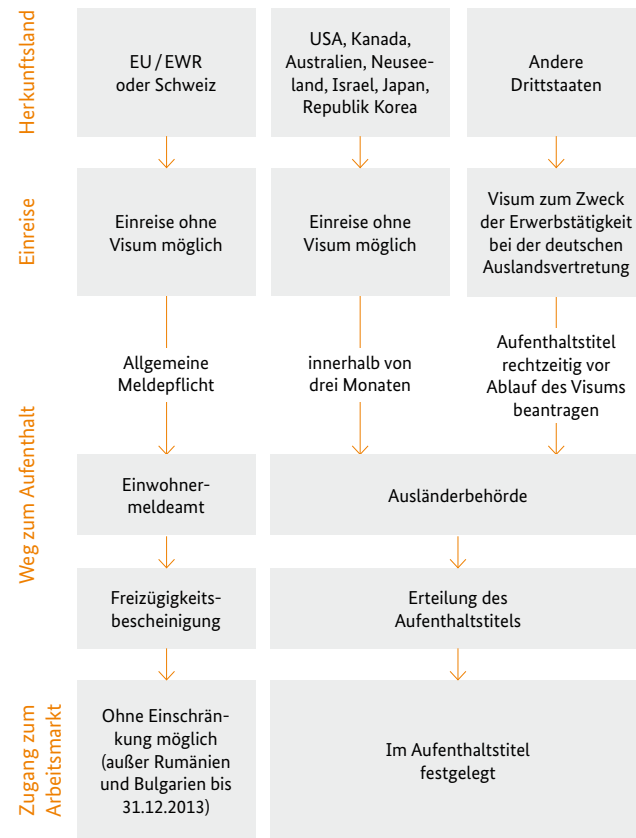 Herkunftsland
EU / EWR
oder Schweiz
USA, Kanada,
Australien, Neusee-
land, Israel, Japan,
Republik Korea
Andere
Drittstaaten
Einreise
Einreise ohne
Visum möglich
Einreise ohne
Visum möglich
Visum zum Zweck
der Erwerbstätigkeit
bei der deutschen
Auslandsvertretung
Weg zum Aufenthalt
Allgemeine
Meldepflicht
innerhalb von
drei Monaten
Aufenthaltstitel
rechtzeitig vor
Ablauf des Visums
beantragen
Einwohner-
meldeamt
Ausländerbehörde
Freizügigkeits-
bescheinigung
Erteilung des
Aufenthaltstitels
Zugang zum
Arbeitsmarkt
Ohne Einschrän-
kung möglich
(außer Rumänien
und Bulgarien bis
31.12.2013)
Im Aufenthaltstitel
festgelegt